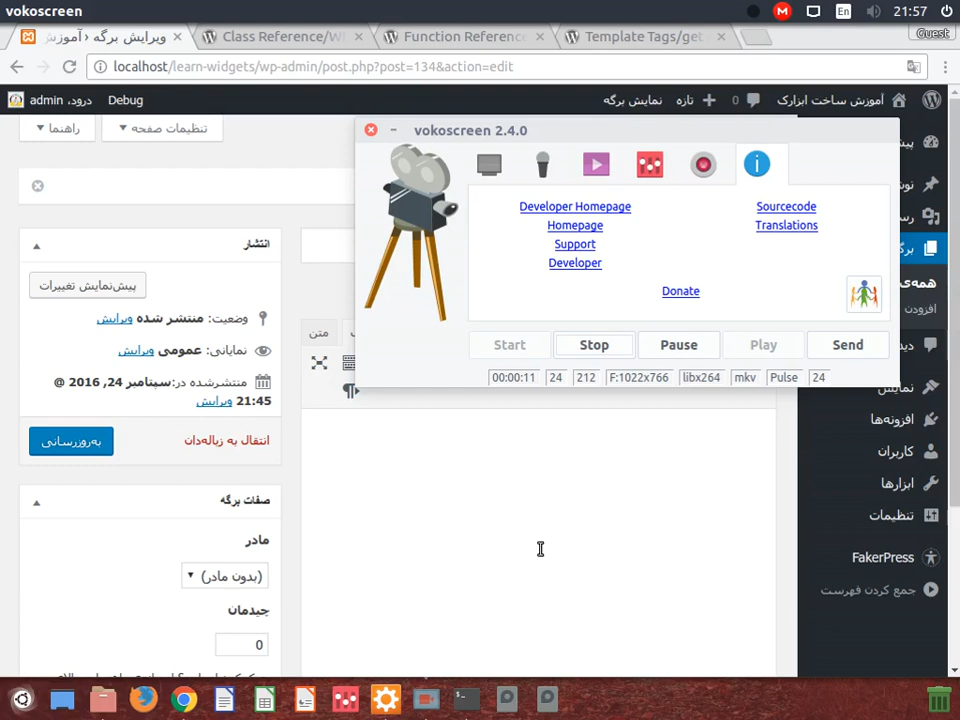 vokoscreen
En
21:57
ویرایش برگه ‹ آموزش
Class Reference/W
Function Reference
Template Tags/get
Guest
localhost/learn-widgets/wp-admin/post.php?post=134&action=edit
آموزش ساخت ابزارک
0
تازه
نمایش برگه
Debug
درود، admin
تنظیمات صفحه
راهنما
vokoscreen 2.4.0
Developer Homepage
Sourcecode
Homepage
Translations
Support
Developer
Donate
Start
Stop
Pause
Play
Send
00:00:11
24
212
F:1022x766
libx264
mkv
Pulse
24
همه‌ی
افزودن
نمایش
افزونه‌ها
کاربران
ابزارها
تنظیمات
FakerPress
جمع کردن فهرست
متن
انتشار
پیش‌نمایش تغییرات
وضعیت: منتشر شده ویرایش
نمایانی: عمومی ویرایش
منتشرشده در: سپتامبر 24, 2016 @
21:45 ویرایش
انتقال به زباله‌دان
به‌روزرسانی
صفات برگه
مادر
(بدون مادر)
چیدمان
0